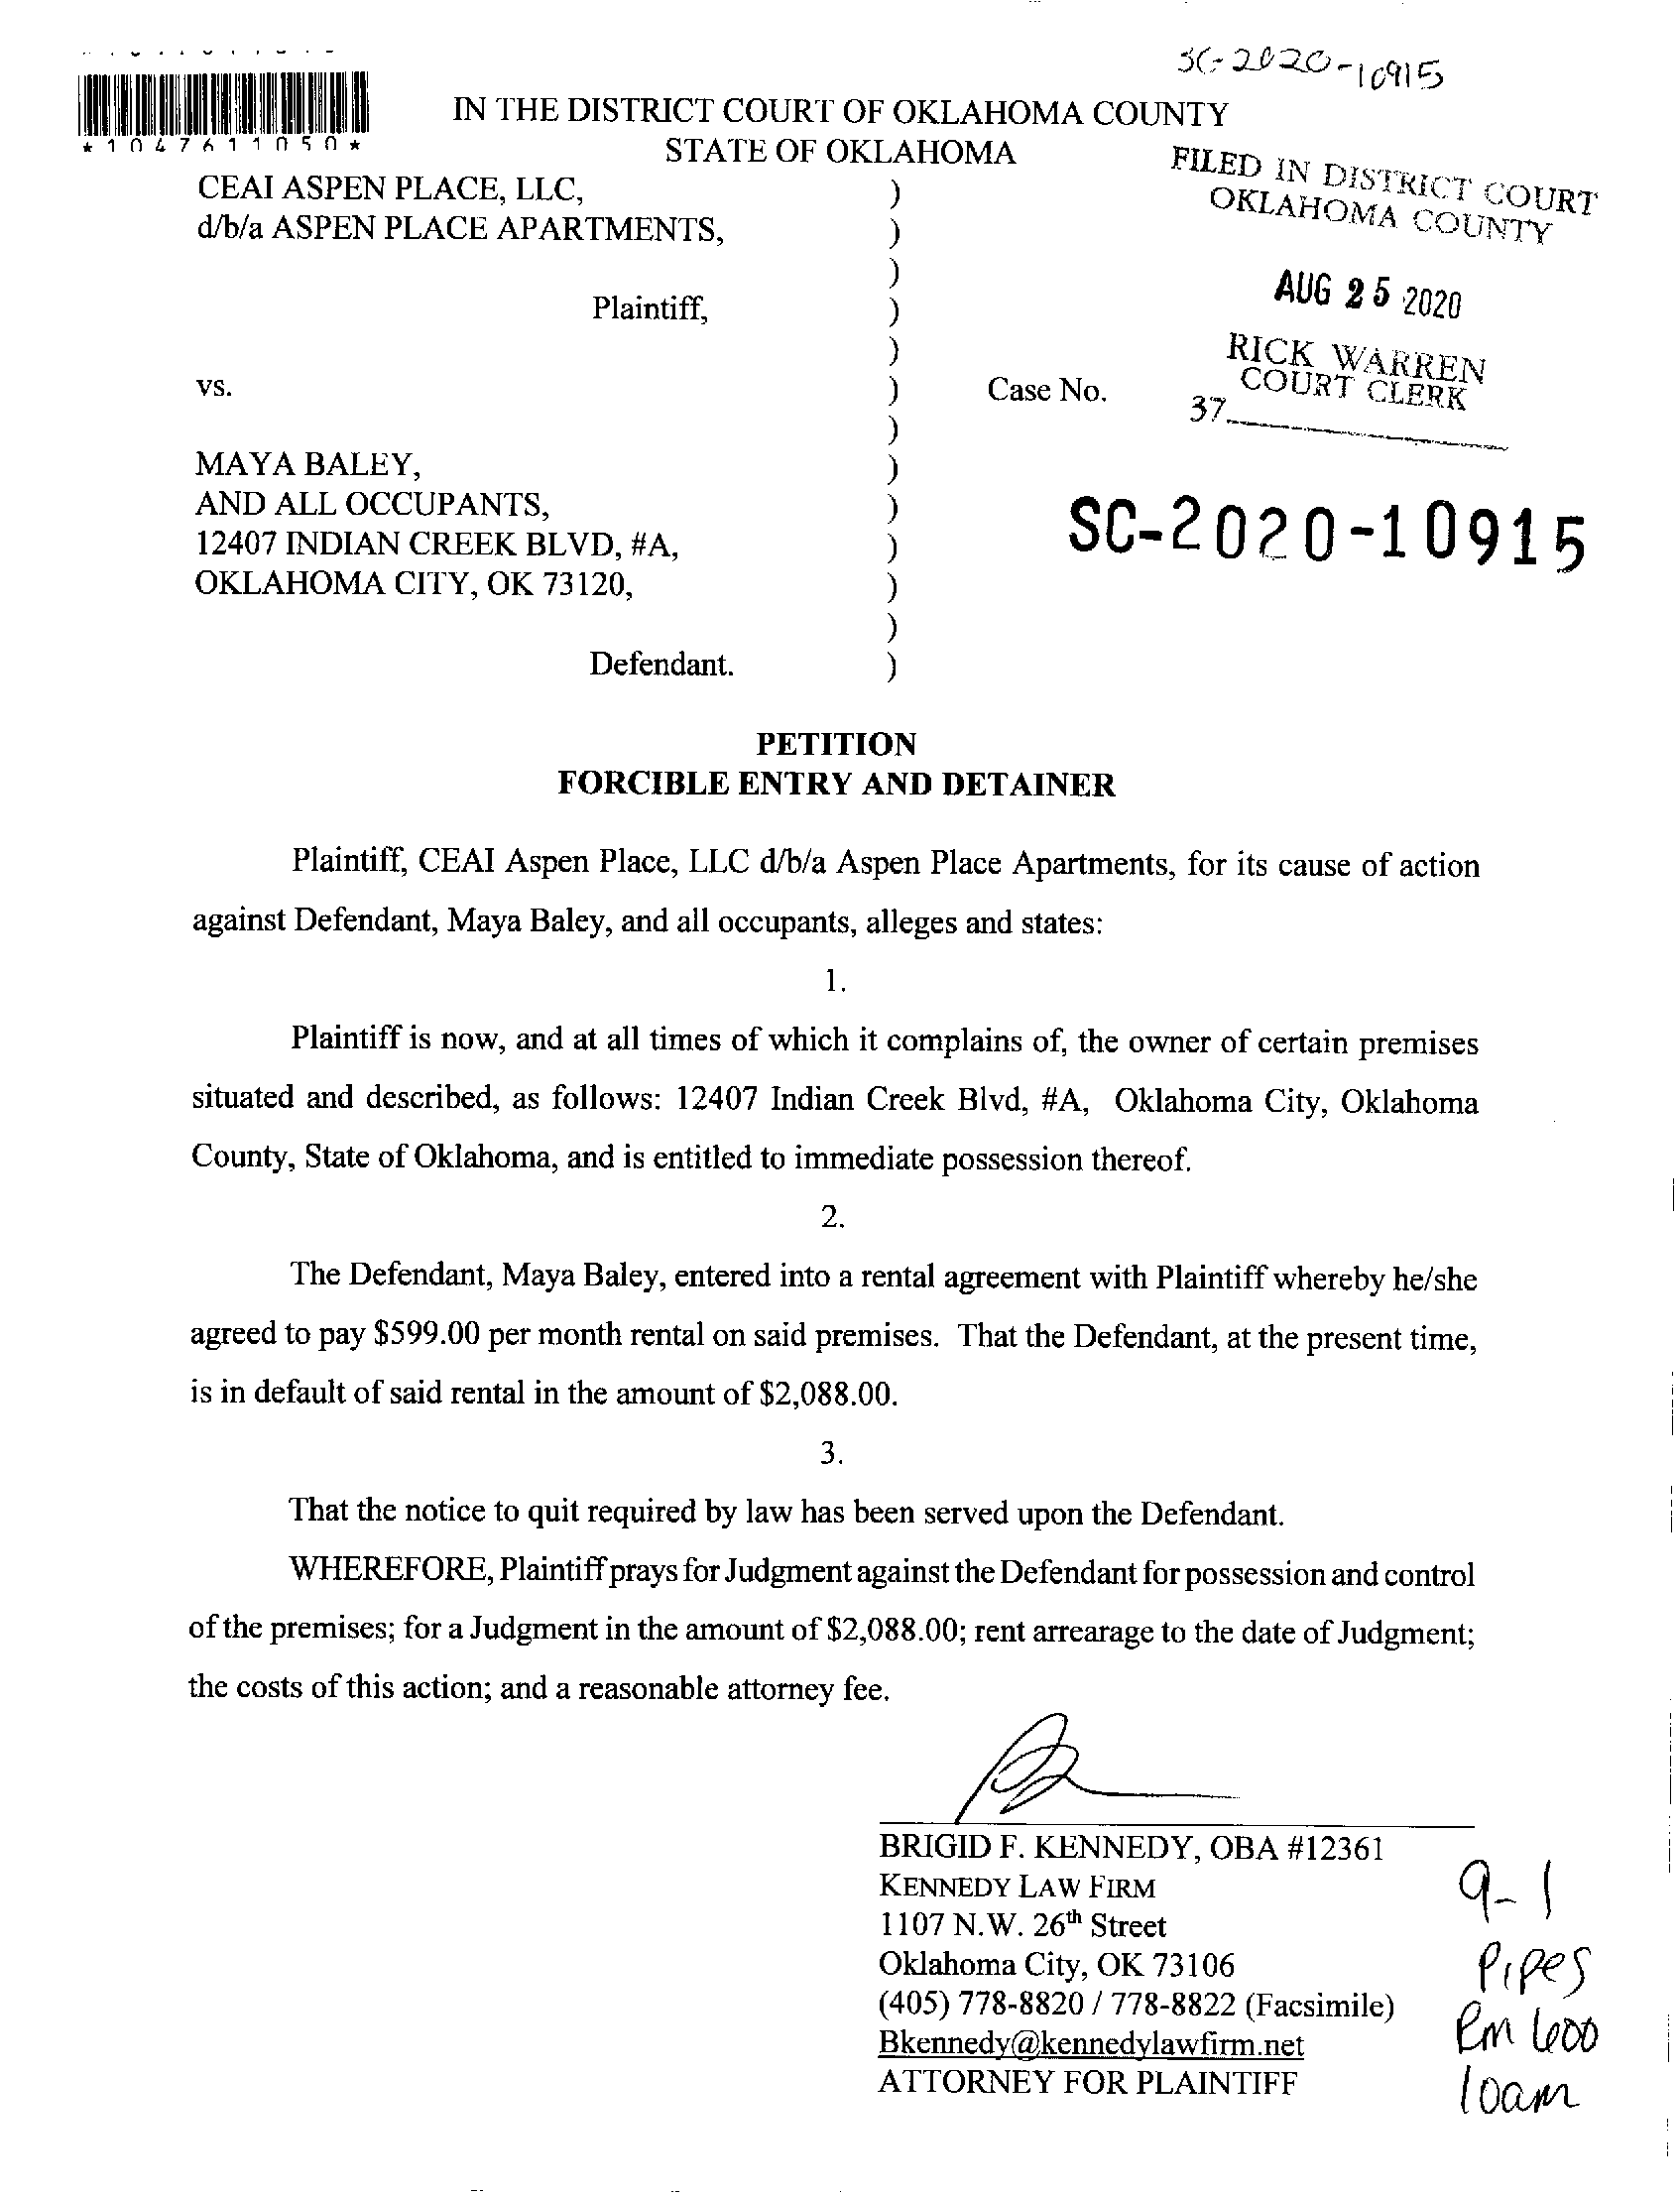 SC-2020-10915
*1047611050*
IN THE DISTRICT COURT OF OKLAHOMA COUNTY
STATE OF OKLAHOMA
FILED IN DISTRICT COURT
OKLAHOMA COUNTY
CEAI ASPEN PLACE, LLC, )
d/b/a ASPEN PLACE APARTMENTS, )
)
AUG 25 2020
Plaintiff, )
)
RICK WARREN
COURT CLERK
37
vs. ) Case No.
)
MAYA BALEY, )
AND ALL OCCUPANTS, )
SC-2020-10915
12407 INDIAN CREEK BLVD, #A, )
OKLAHOMA CITY, OK 73120, )
)
Defendant. )
PETITION
FORCIBLE ENTRY AND DETAINER
Plaintiff, CEAI Aspen Place, LLC d/b/a Aspen Place Apartments, for its cause of action
against Defendant, Maya Baley, and all occupants, alleges and states:
1.
Plaintiff is now, and at all times of which it complains of, the owner of certain premises
situated and described, as follows: 12407 Indian Creek Blvd, #A, Oklahoma City, Oklahoma
County, State of Oklahoma, and is entitled to immediate possession thereof.
2.
The Defendant, Maya Baley, entered into a rental agreement with Plaintiff whereby he/she
agreed to pay $599.00 per month rental on said premises. That the Defendant, at the present time,
is in default of said rental in the amount of $2,088.00.
3.
That the notice to quit required by law has been served upon the Defendant.
WHEREFORE, Plaintiff prays for Judgment against the Defendant for possession and control
of the premises; for a Judgment in the amount of $2,088.00; rent arrearage to the date of Judgment;
the costs of this action; and a reasonable attorney fee.
BRIGID F. KENNEDY, OBA #12361
KENNEDY LAW FIRM
1107 N.W. 26th Street
Oklahoma City, OK 73106
(405) 778-8820 / 778-8822 (Facsimile)
Bkennedy@kennedylawfirm.net
ATTORNEY FOR PLAINTIFF
9-1
Pipes
Rm 600
10am